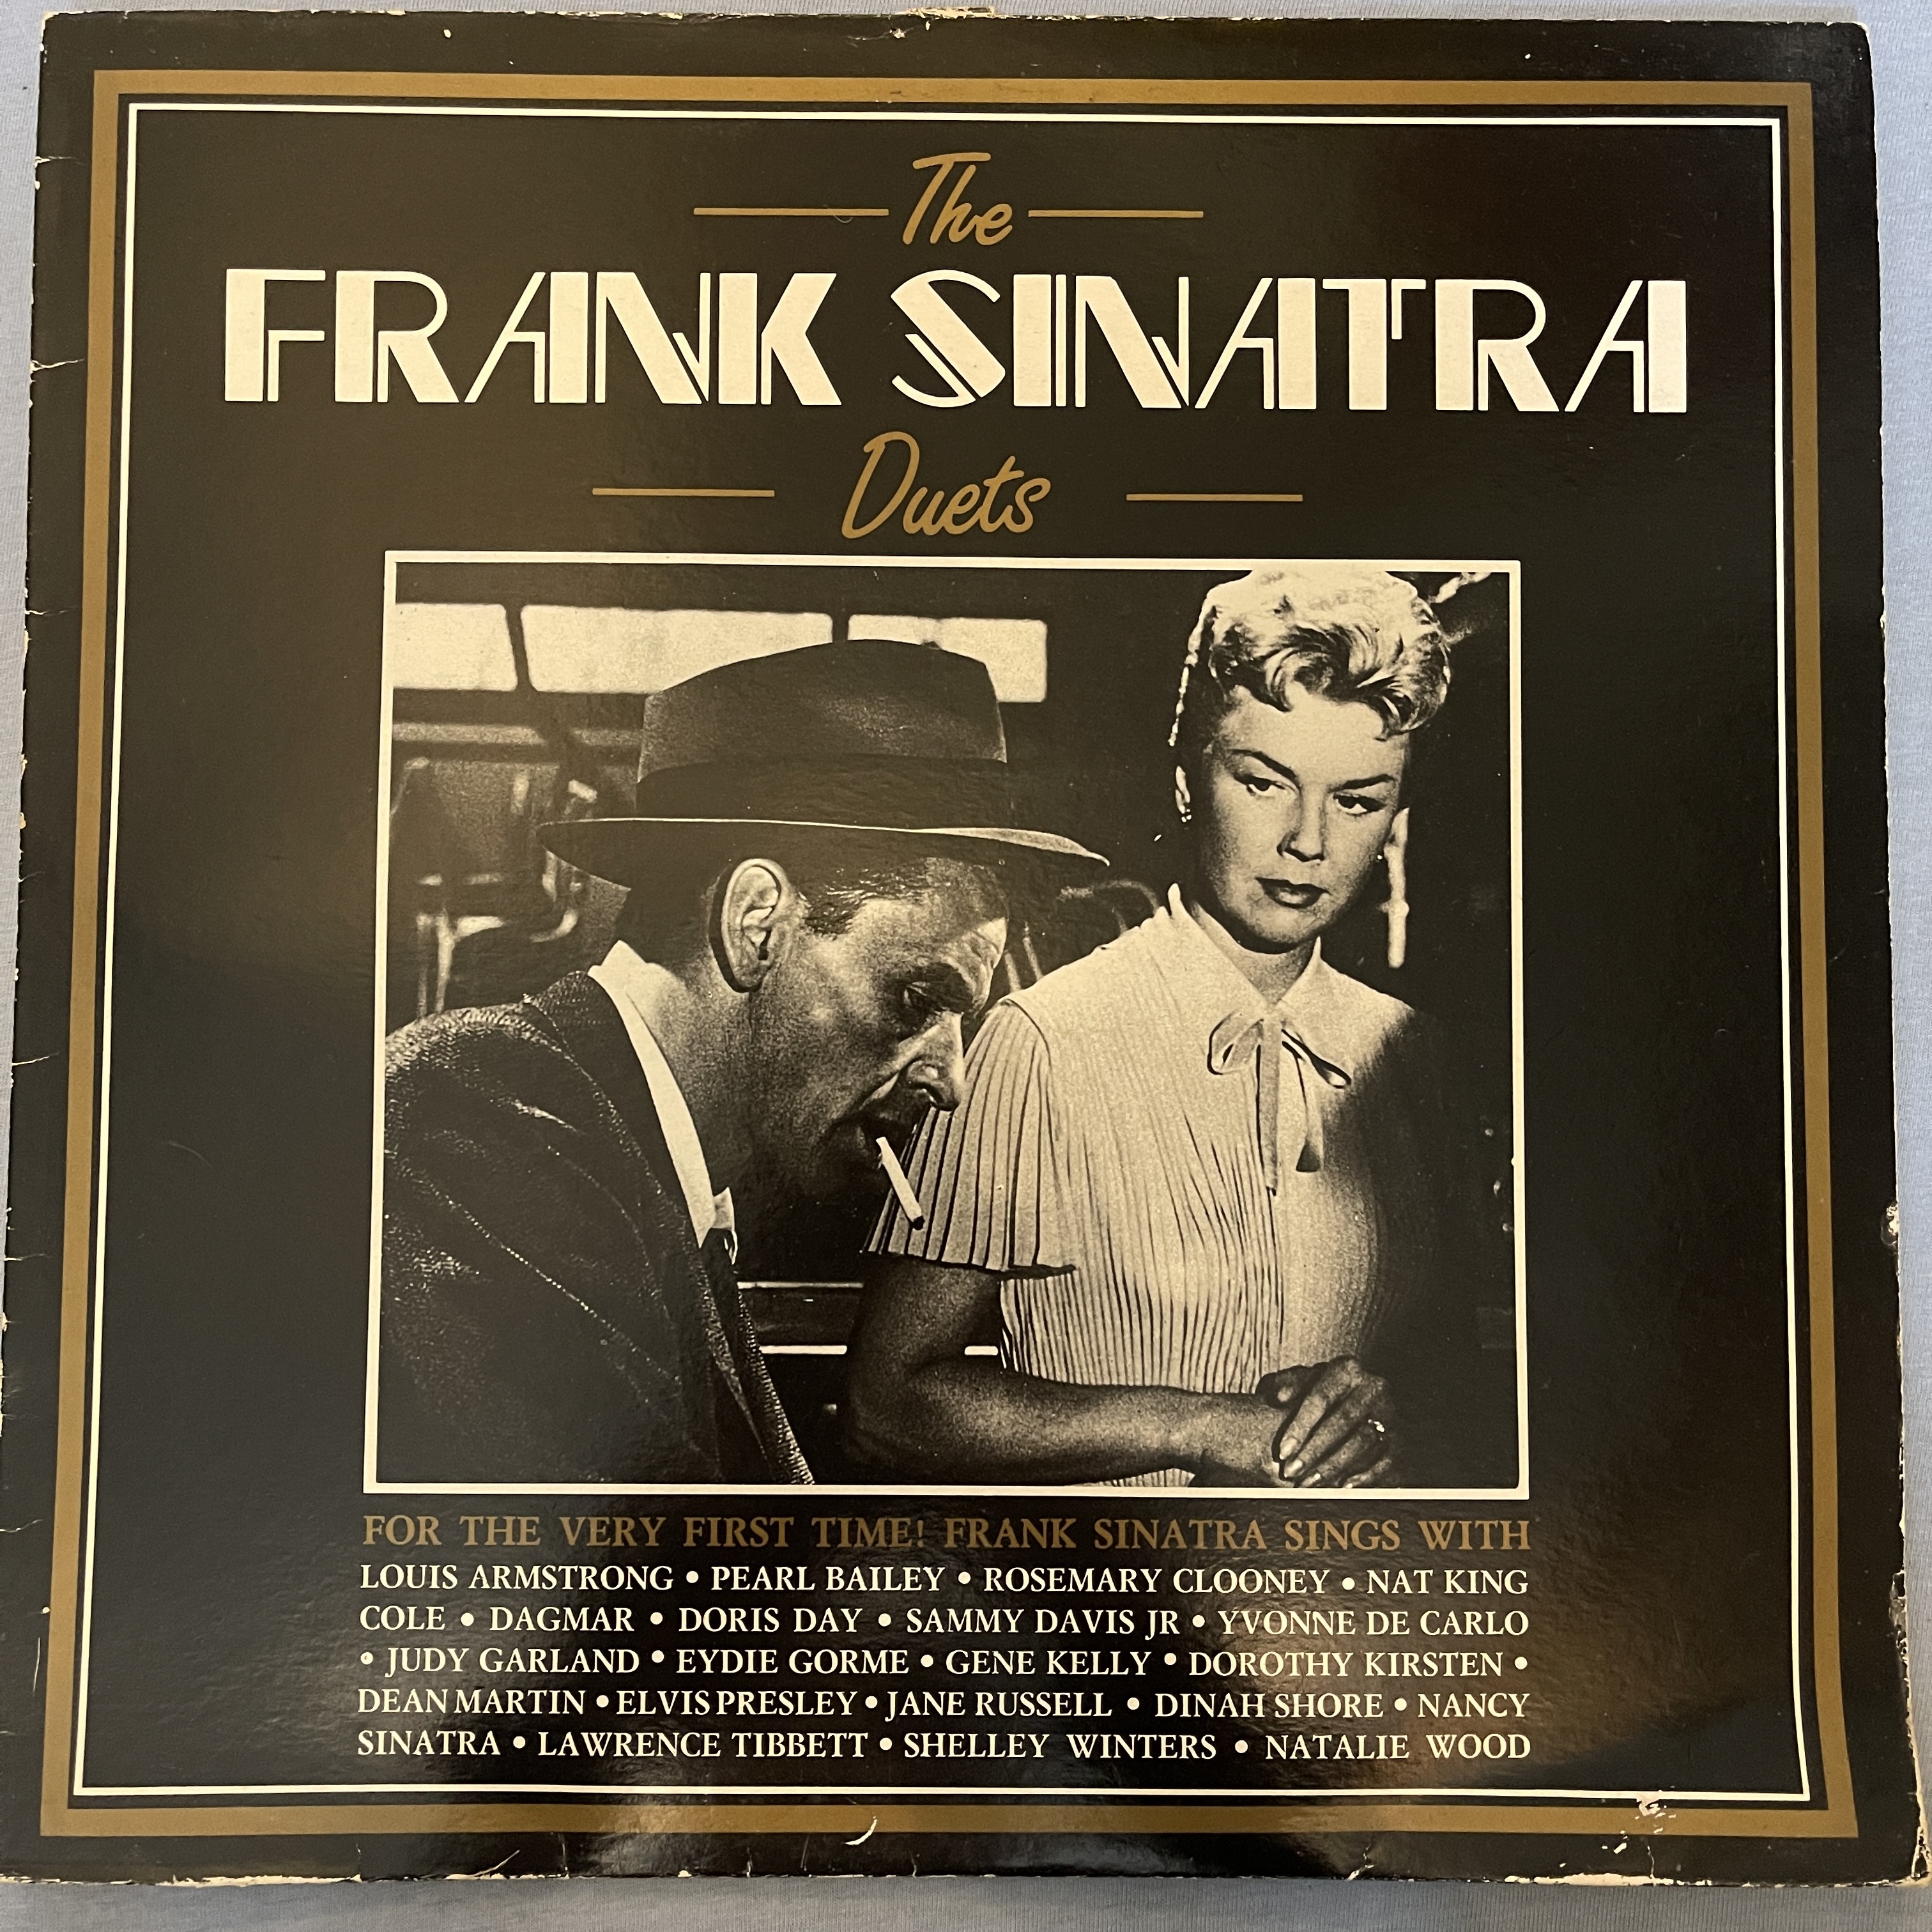 The
FRANK SINATRA
Duets
FOR THE VERY FIRST TIME! FRANK SINATRA SINGS WITH
LOUIS ARMSTRONG • PEARL BAILEY • ROSEMARY CLOONEY • NAT KING
COLE • DAGMAR • DORIS DAY • SAMMY DAVIS JR • YVONNE DE CARLO
• JUDY GARLAND • EYDIE GORME • GENE KELLY • DOROTHY KIRSTEN •
DEAN MARTIN • ELVIS PRESLEY • JANE RUSSELL • DINAH SHORE • NANCY
SINATRA • LAWRENCE TIBBETT • SHELLEY WINTERS • NATALIE WOOD